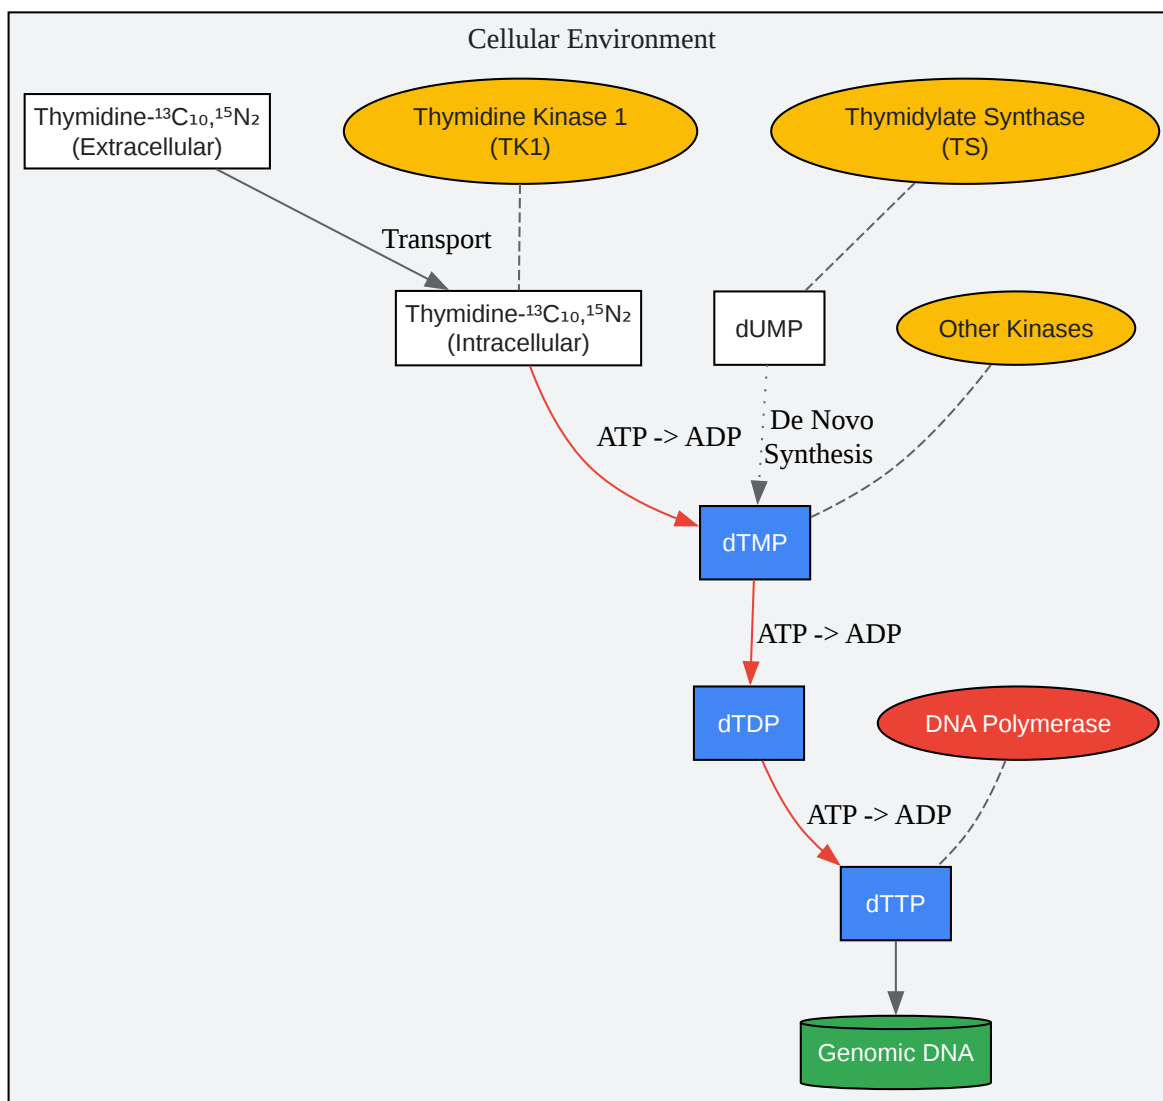 Cellular Environment
Thymidine-¹³C₁₀,¹⁵N₂
(Extracellular)
Thymidine Kinase 1
(TK1)
Thymidylate Synthase
(TS)
Transport
Thymidine-¹³C₁₀,¹⁵N₂
(Intracellular)
dUMP
Other Kinases
ATP -> ADP
De Novo
Synthesis
dTMP
ATP -> ADP
dTDP
DNA Polymerase
ATP -> ADP
dTTP
Genomic DNA